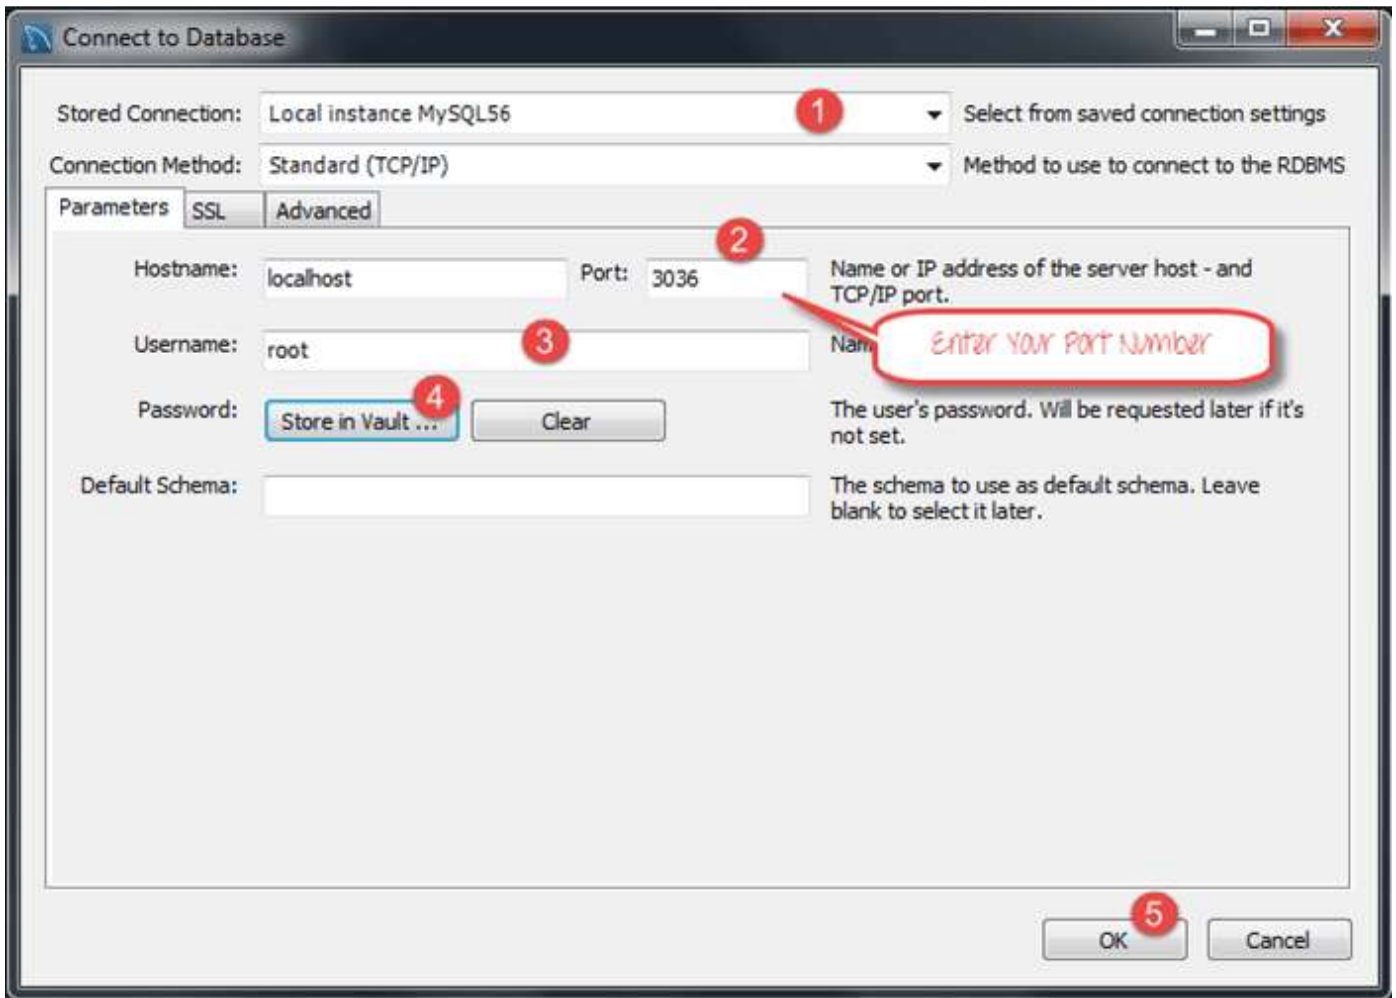 Connect to Database
Stored Connection: Local instance MySQL56 1 Select from saved connection settings
Connection Method: Standard (TCP/IP) Method to use to connect to the RDBMS
Parameters SSL Advanced
2
Hostname: localhost Port: 3036 Name or IP address of the server host - and
TCP/IP port.
Enter Your Port Number
Username: root 3 Nam
4
Password: Store in Vault ... Clear The user's password. Will be requested later if it's
not set.
Default Schema: The schema to use as default schema. Leave
blank to select it later.
5
OK Cancel